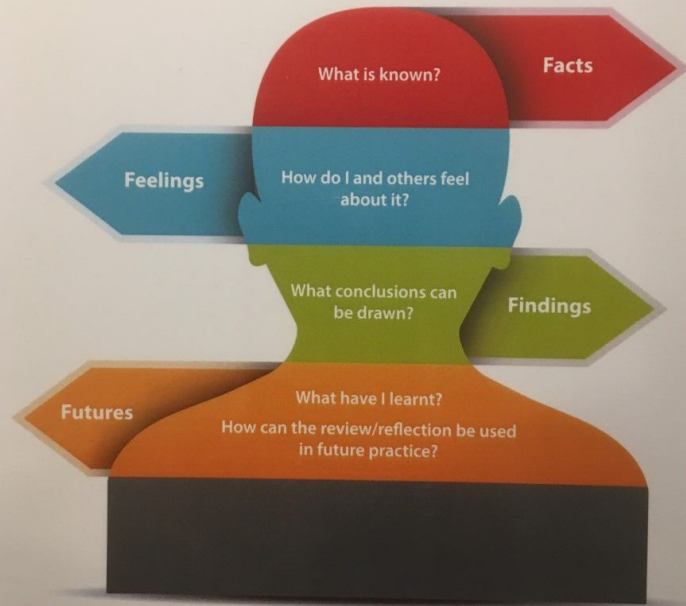 What is known?
Facts
Feelings
How do I and others feel
about it?
What conclusions can
be drawn?
Findings
Futures
What have I learnt?
How can the review/reflection be used
in future practice?